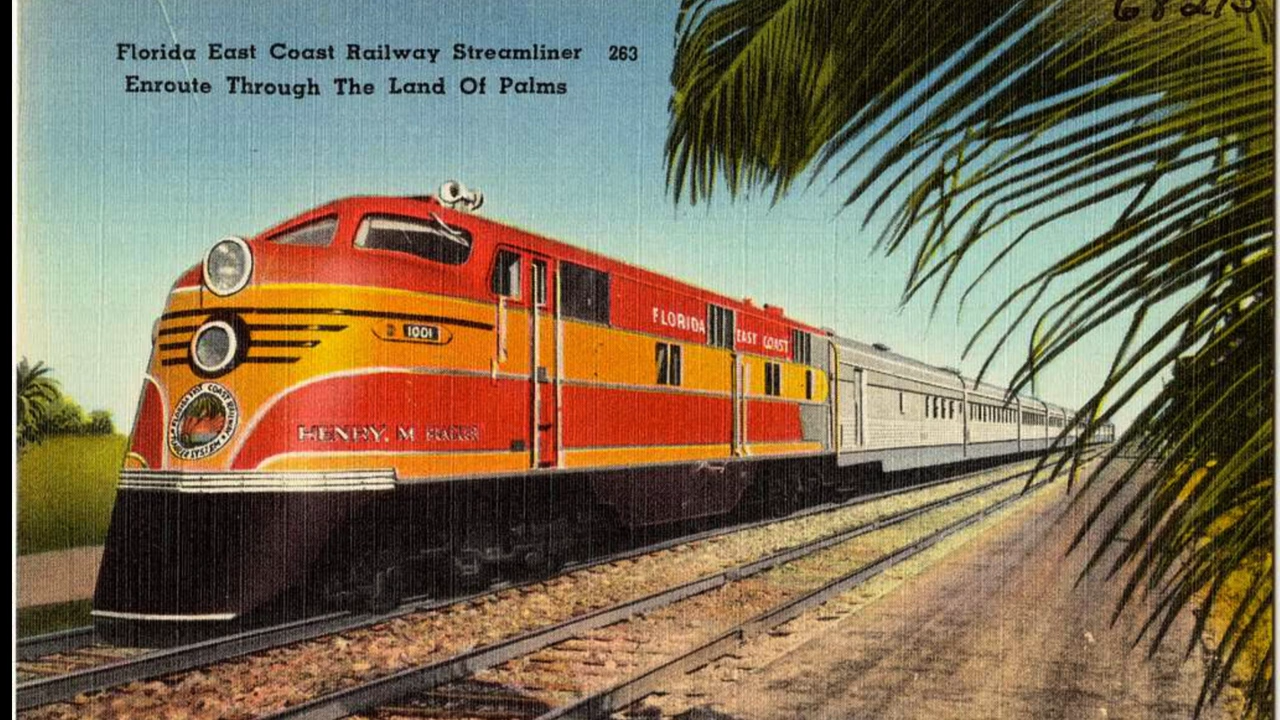 Florida East Coast Railway Streamliner 263
Enroute Through The Land Of Palms
1001
FLORIDA EAST COAST
HENRY. M